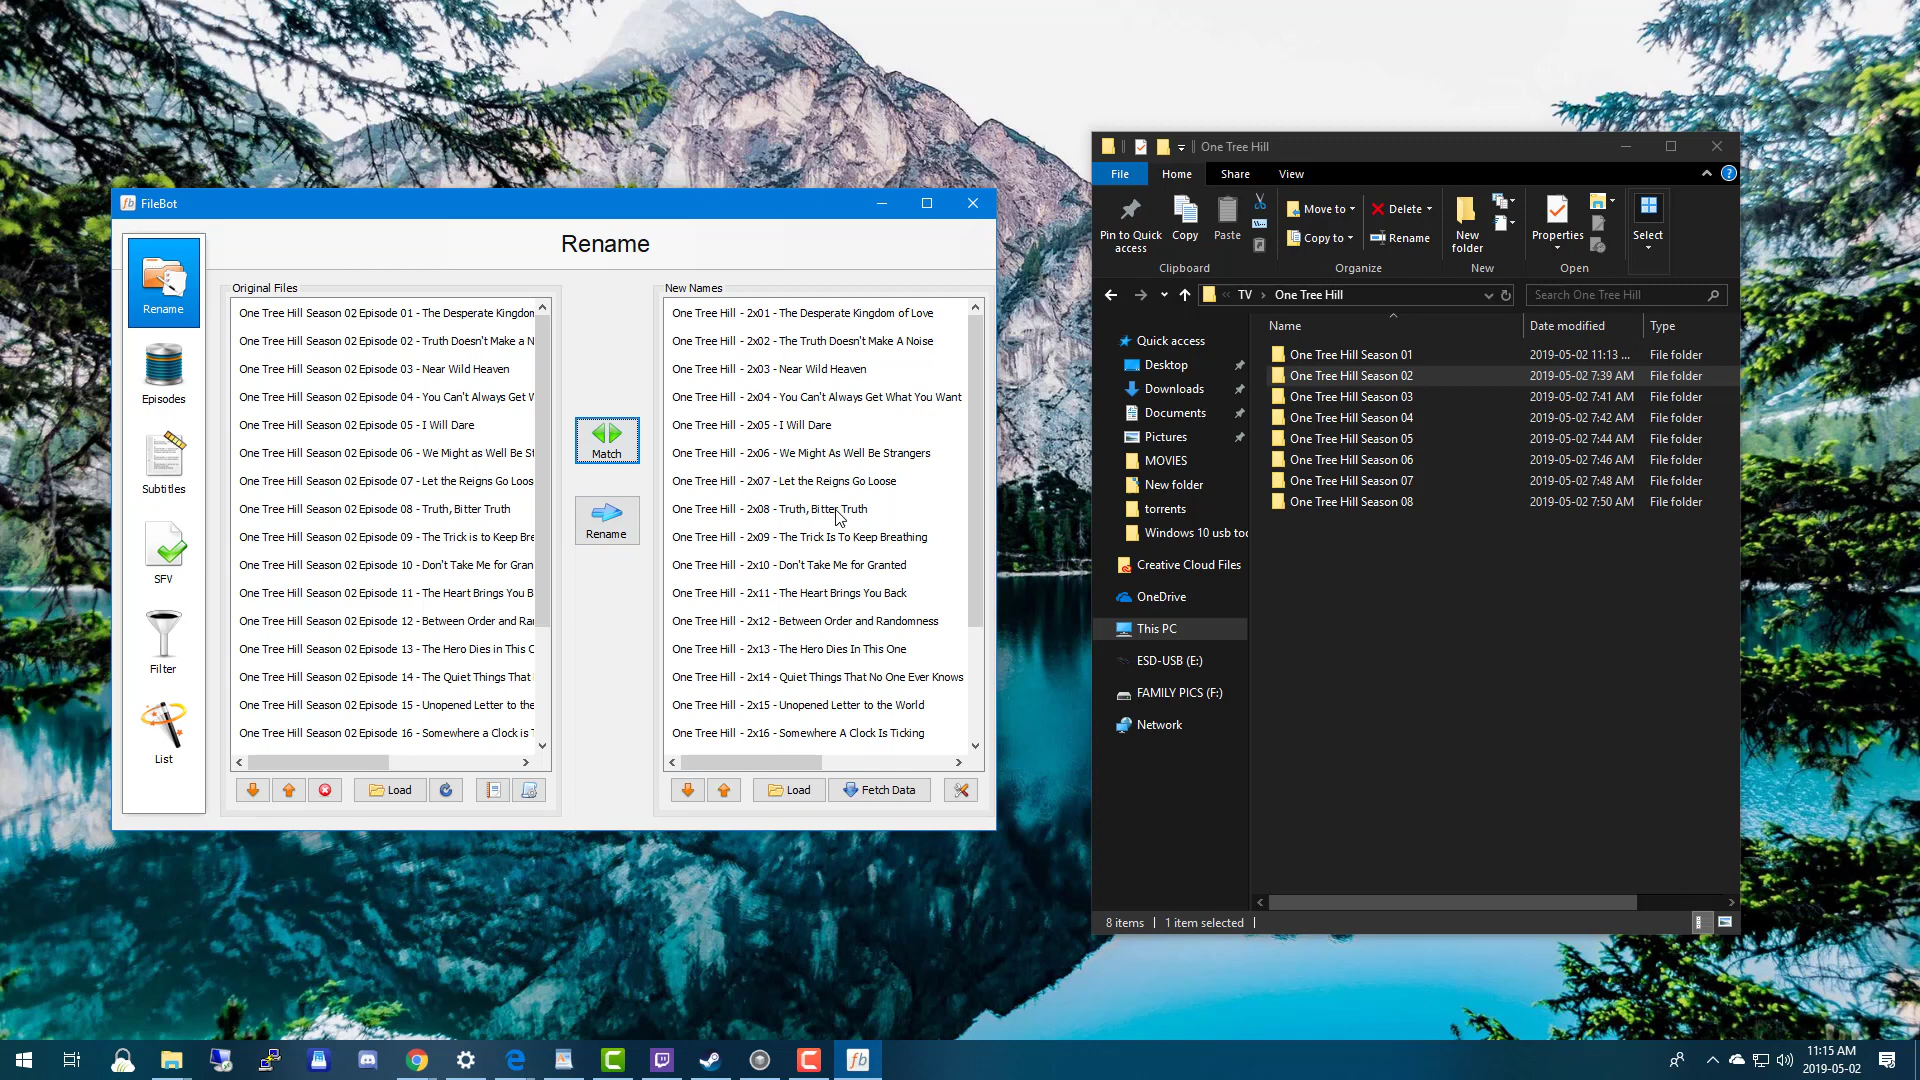 FileBot
Rename
Rename
Episodes
Subtitles
SFV
Filter
List
Original Files
One Tree Hill Season 02 Episode 01 - The Desperate Kingdom
One Tree Hill Season 02 Episode 02 - Truth Doesn't Make a N
One Tree Hill Season 02 Episode 03 - Near Wild Heaven
One Tree Hill Season 02 Episode 04 - You Can't Always Get W
One Tree Hill Season 02 Episode 05 - I Will Dare
One Tree Hill Season 02 Episode 06 - We Might as Well Be St
One Tree Hill Season 02 Episode 07 - Let the Reigns Go Loos
One Tree Hill Season 02 Episode 08 - Truth, Bitter Truth
One Tree Hill Season 02 Episode 09 - The Trick is to Keep Bre
One Tree Hill Season 02 Episode 10 - Don't Take Me for Gran
One Tree Hill Season 02 Episode 11 - The Heart Brings You B
One Tree Hill Season 02 Episode 12 - Between Order and Ra
One Tree Hill Season 02 Episode 13 - The Hero Dies in This O
One Tree Hill Season 02 Episode 14 - The Quiet Things That
One Tree Hill Season 02 Episode 15 - Unopened Letter to the
One Tree Hill Season 02 Episode 16 - Somewhere a Clock is T
Load
Match
Rename
New Names
One Tree Hill - 2x01 - The Desperate Kingdom of Love
One Tree Hill - 2x02 - The Truth Doesn't Make A Noise
One Tree Hill - 2x03 - Near Wild Heaven
One Tree Hill - 2x04 - You Can't Always Get What You Want
One Tree Hill - 2x05 - I Will Dare
One Tree Hill - 2x06 - We Might As Well Be Strangers
One Tree Hill - 2x07 - Let the Reigns Go Loose
One Tree Hill - 2x08 - Truth, Bitter Truth
One Tree Hill - 2x09 - The Trick Is To Keep Breathing
One Tree Hill - 2x10 - Don't Take Me for Granted
One Tree Hill - 2x11 - The Heart Brings You Back
One Tree Hill - 2x12 - Between Order and Randomness
One Tree Hill - 2x13 - The Hero Dies In This One
One Tree Hill - 2x14 - Quiet Things That No One Ever Knows
One Tree Hill - 2x15 - Unopened Letter to the World
One Tree Hill - 2x16 - Somewhere A Clock Is Ticking
Load
Fetch Data
One Tree Hill
File Home Share View
Pin to Quick access
Copy
Paste
Clipboard
Move to
Copy to
Delete
Rename
Organize
New folder
New
Properties
Open
Select
TV > One Tree Hill
Search One Tree Hill
Quick access
Desktop
Downloads
Documents
Pictures
MOVIES
New folder
torrents
Windows 10 usb too
Creative Cloud Files
OneDrive
This PC
ESD-USB (E:)
FAMILY PICS (F:)
Network
Name Date modified Type
One Tree Hill Season 01 2019-05-02 11:13 ... File folder
One Tree Hill Season 02 2019-05-02 7:39 AM File folder
One Tree Hill Season 03 2019-05-02 7:41 AM File folder
One Tree Hill Season 04 2019-05-02 7:42 AM File folder
One Tree Hill Season 05 2019-05-02 7:44 AM File folder
One Tree Hill Season 06 2019-05-02 7:46 AM File folder
One Tree Hill Season 07 2019-05-02 7:48 AM File folder
One Tree Hill Season 08 2019-05-02 7:50 AM File folder
8 items 1 item selected
fb
11:15 AM
2019-05-02